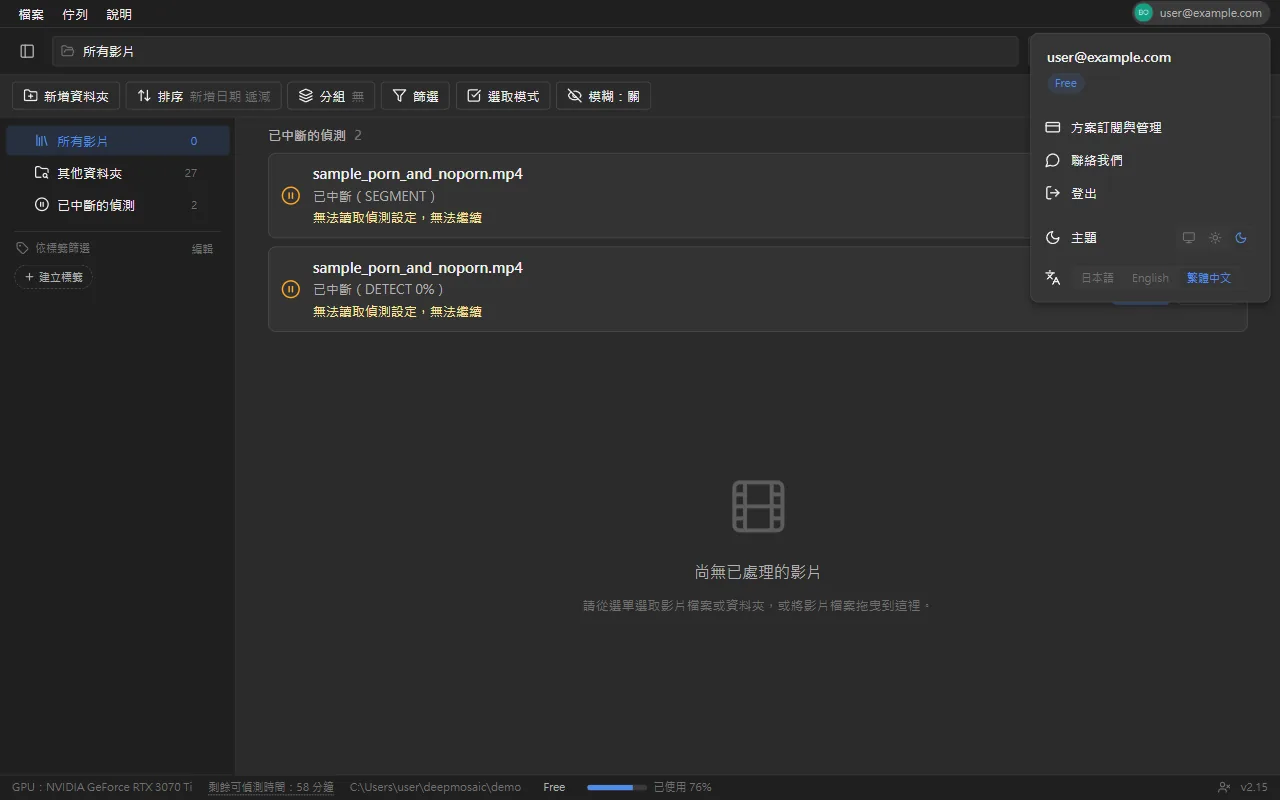 檔案 佇列 說明
BO user@example.com
所有影片
新增資料夾 排序 新增日期 遞減 分組 無 篩選 選取模式 模糊：關
所有影片 0
其他資料夾 27
已中斷的偵測 2
依標籤篩選 編輯
+ 建立標籤
已中斷的偵測 2
sample_porn_and_noporn.mp4
已中斷（SEGMENT）
無法讀取偵測設定，無法繼續
sample_porn_and_noporn.mp4
已中斷（DETECT 0%）
無法讀取偵測設定，無法繼續
尚無已處理的影片
請從選單選取影片檔案或資料夾，或將影片檔案拖曳到這裡。
user@example.com
Free
方案訂閱與管理
聯絡我們
登出
主題
日本語 English 繁體中文
GPU：NVIDIA GeForce RTX 3070 Ti 剩餘可偵測時間：58 分鐘 C:\Users\user\deepmosaic\demo Free 已使用 76% v2.15